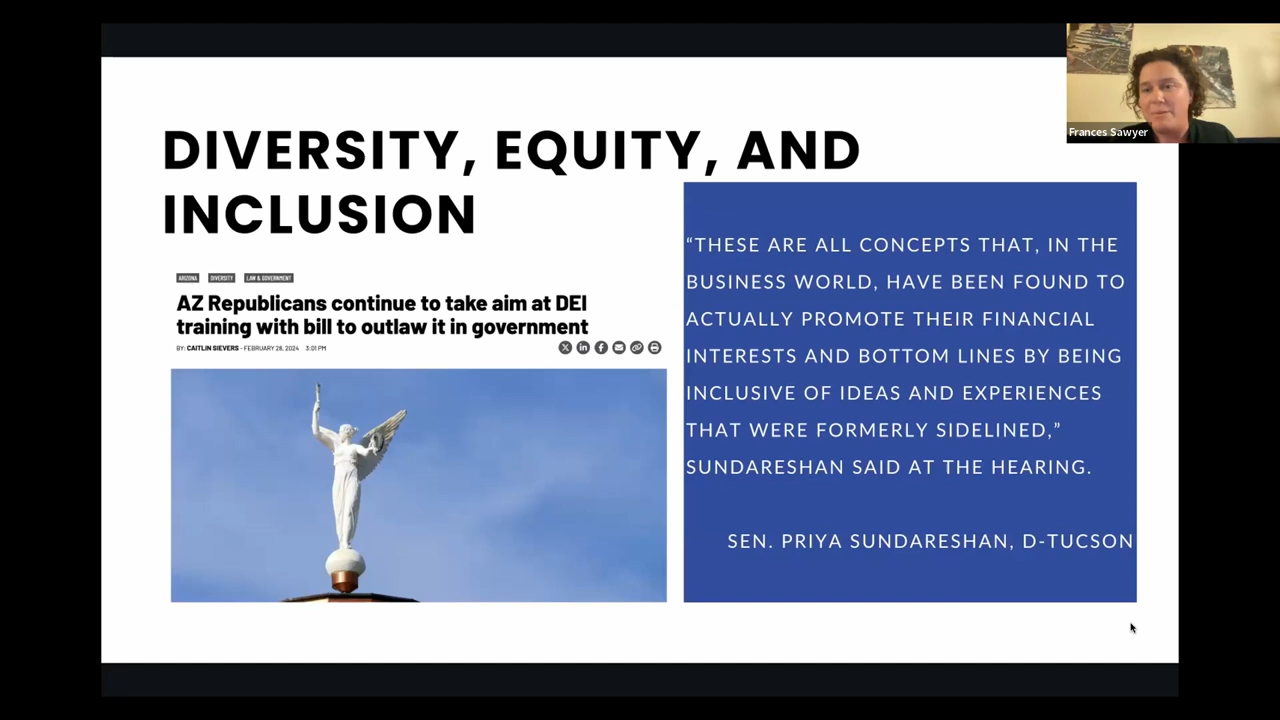 DIVERSITY, EQUITY, AND
INCLUSION
ARIZONA DIVERSITY LAW & GOVERNMENT
AZ Republicans continue to take aim at DEI
training with bill to outlaw it in government
BY: CAITLIN SIEVERS - FEBRUARY 28, 2024 3:01 PM
“THESE ARE ALL CONCEPTS THAT, IN THE
BUSINESS WORLD, HAVE BEEN FOUND TO
ACTUALLY PROMOTE THEIR FINANCIAL
INTERESTS AND BOTTOM LINES BY BEING
INCLUSIVE OF IDEAS AND EXPERIENCES
THAT WERE FORMERLY SIDELINED,”
SUNDARESHAN SAID AT THE HEARING.
SEN. PRIYA SUNDARESHAN, D-TUCSON
Frances Sawyer